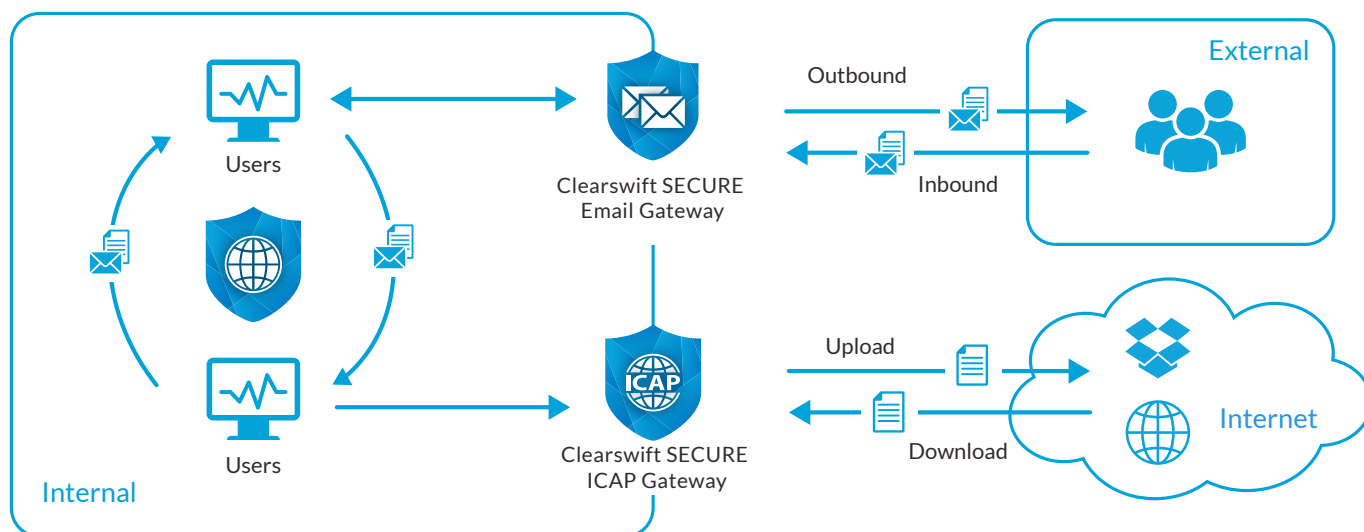 External
Outbound
Users
Inbound
Clearswift SECURE
Email Gateway
Upload
ICAP
Internet
Download
Users
Clearswift SECURE
ICAP Gateway
Internal